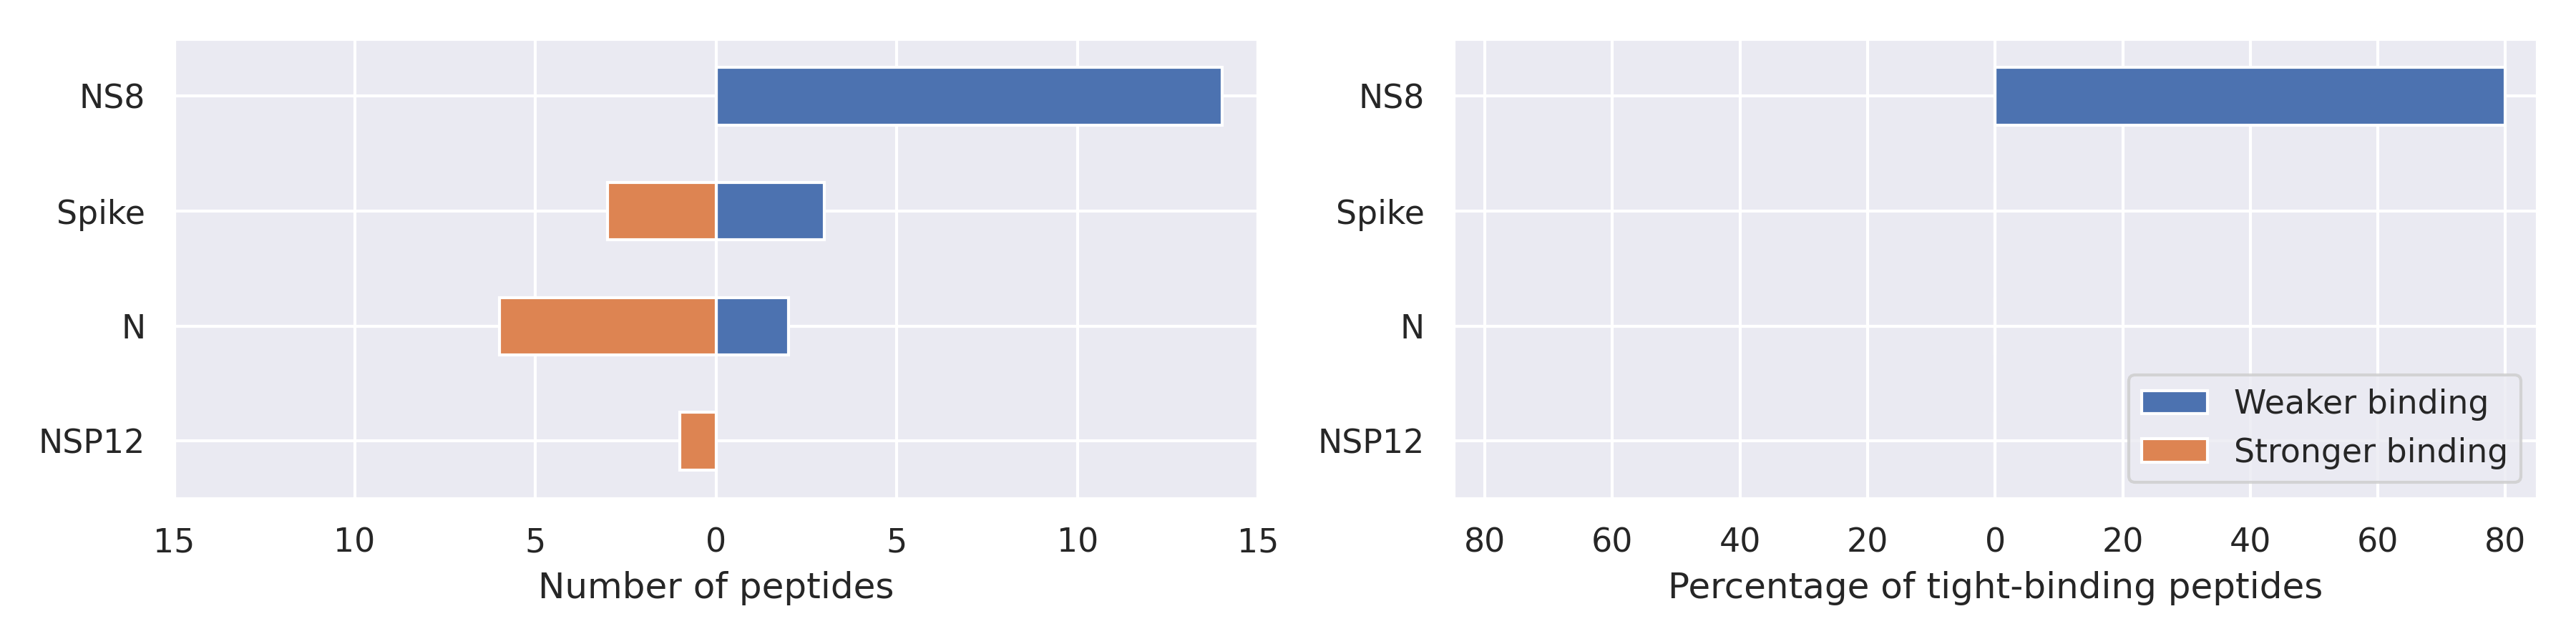 NS8
Spike
N
NSP12
15 10 5 0 5 10 15
Number of peptides
NS8
Spike
N
NSP12
Weaker binding
Stronger binding
80 60 40 20 0 20 40 60 80
Percentage of tight-binding peptides